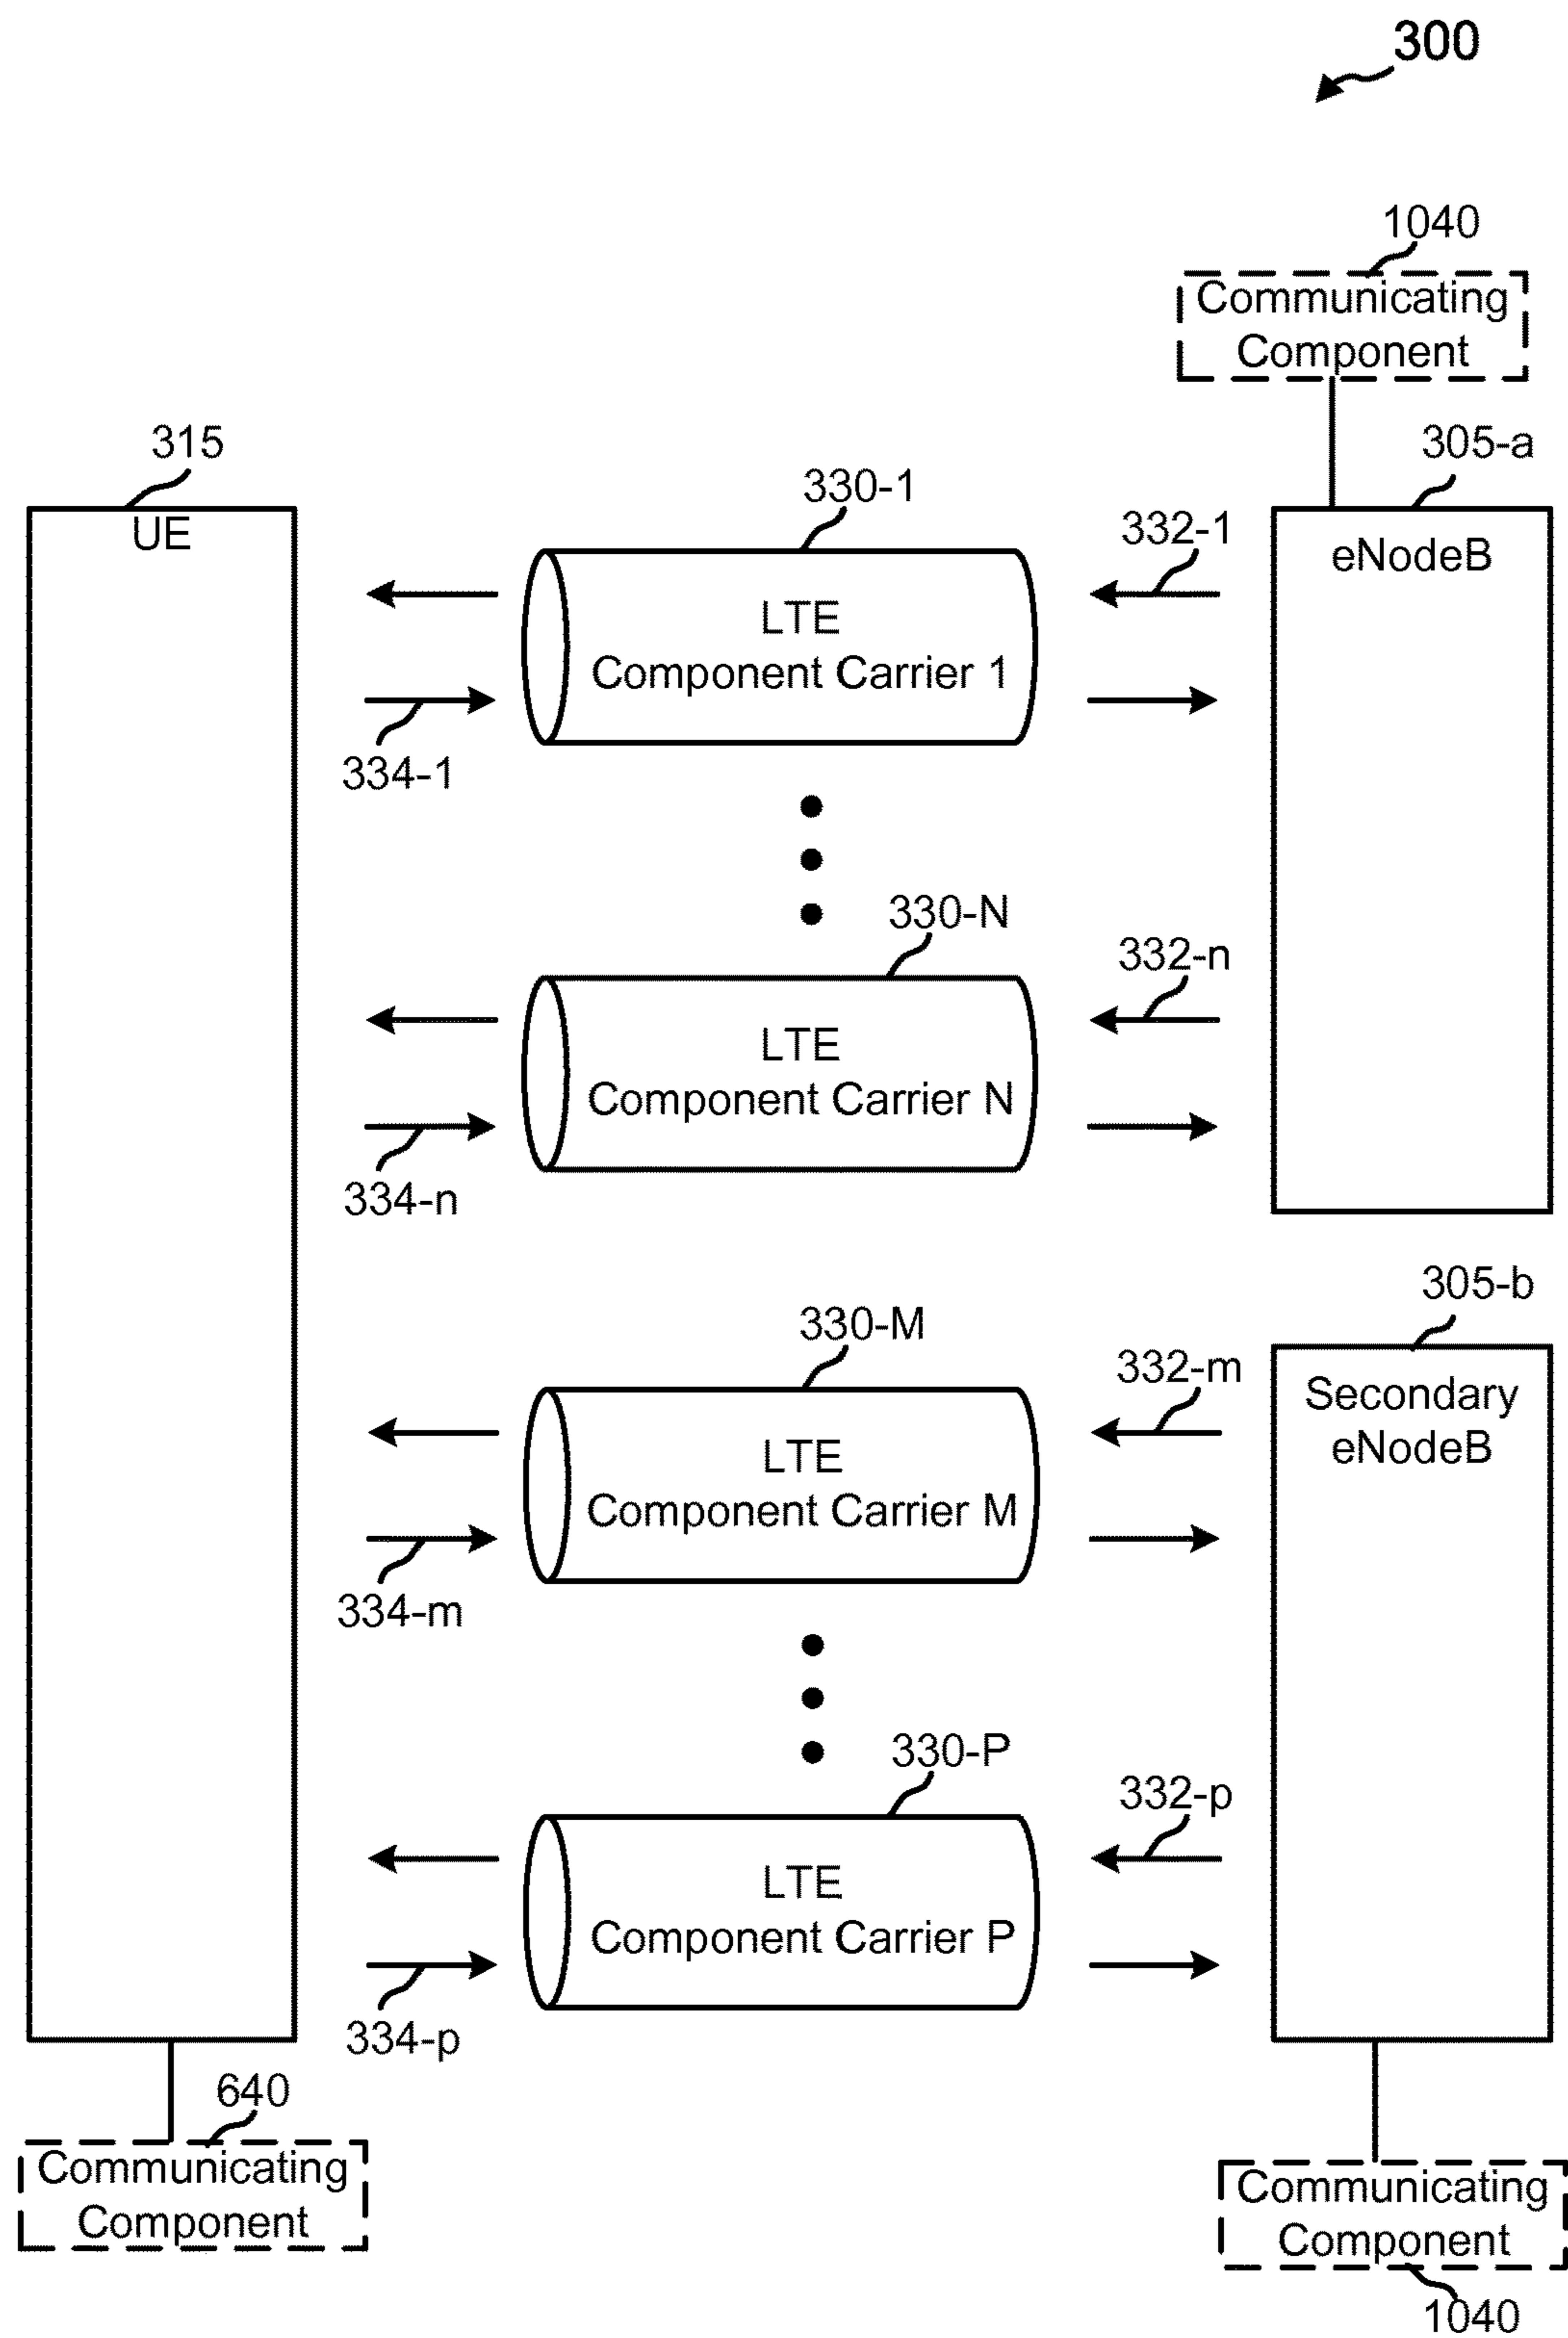 300
1040
Communicating
Component
315
305-a
330-1
332-1
UE
eNodeB
LTE
Component Carrier 1
334-1
330-N
332-n
LTE
Component Carrier N
334-n
305-b
330-M
332-m
Secondary
eNodeB
LTE
Component Carrier M
334-m
330-P
332-p
LTE
Component Carrier P
334-p
640
Communicating
Component
Communicating
Component
1040